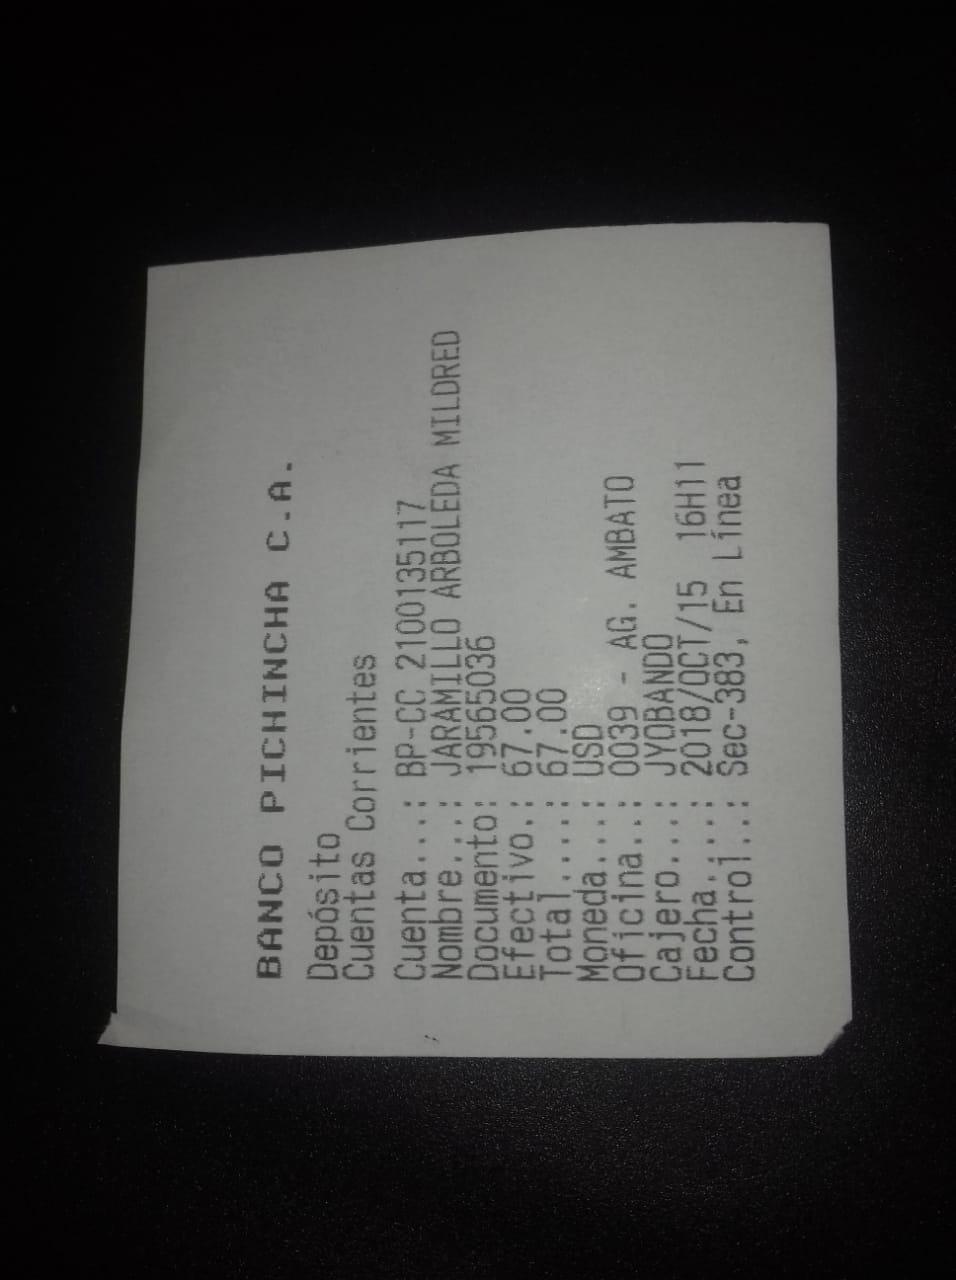 BANCO PICHINCHA C.A.
Depósito
Cuentas Corrientes
Cuenta...: BP-CC 2100135117
Nombre...: JARAMILLO ARBOLEDA MILDRED
Documento: 19565036
Efectivo.: 67.00
Total....: 67.00
Moneda...: USD
Oficina..: 0039 - AG. AMBATO
Cajero...: JYOBANDO
Fecha....: 2018/OCT/15 16H11
Control..: Sec-383, En Línea